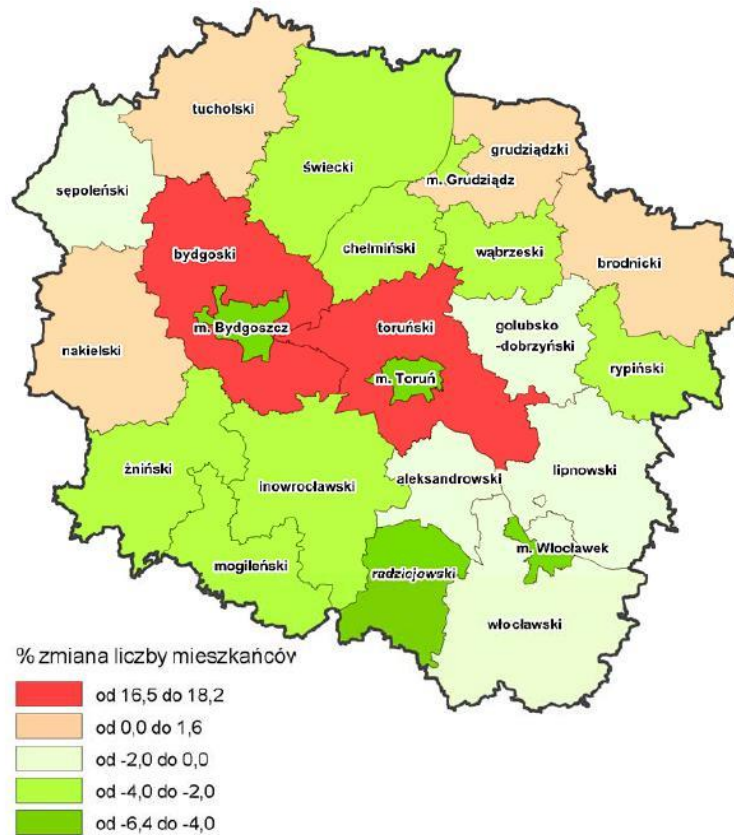 tucholski
grudziądzki
świecki
m. Grudziądz
sępoleński
chełmiński
wąbrzeski
bydgoski
brodnicki
m. Bydgoszcz
toruński
golubsko
-dobrzyński
nakielski
rypiński
m. Toruń
żniński
inowrocławski
aleksandrowski
lipnowski
m. Włocławek
mogileński
radziejowski
włocławski
% zmiana liczby mieszkańców
od 16,5 do 18,2
od 0,0 do 1,6
od -2,0 do 0,0
od -4,0 do -2,0
od -6,4 do -4,0